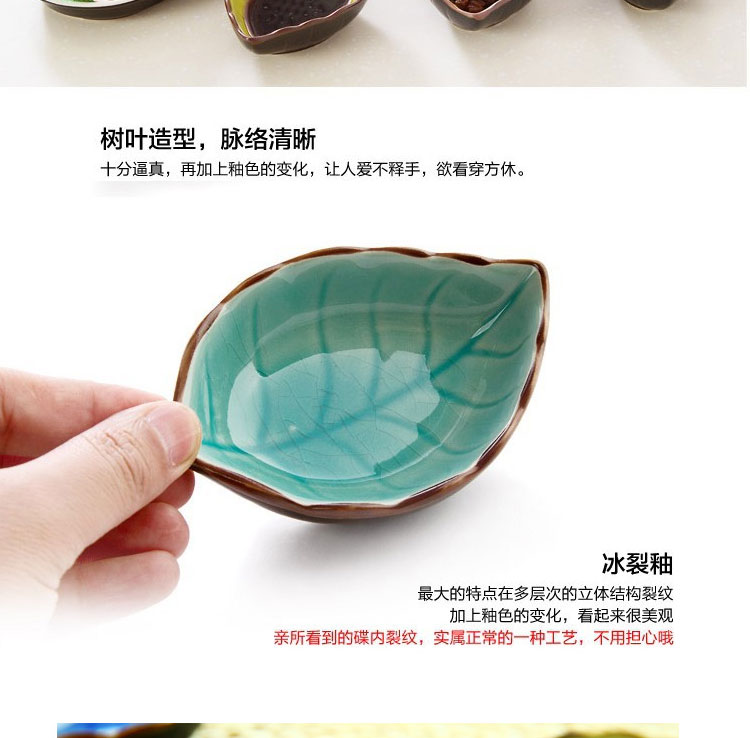 树叶造型，脉络清晰
十分逼真，再加上釉色的变化，让人爱不释手，欲看穿方休。
冰裂釉
最大的特点在多层次的立体结构裂纹
加上釉色的变化，看起来很美观
亲所看到的碟内裂纹，实属正常的一种工艺，不用担心哦